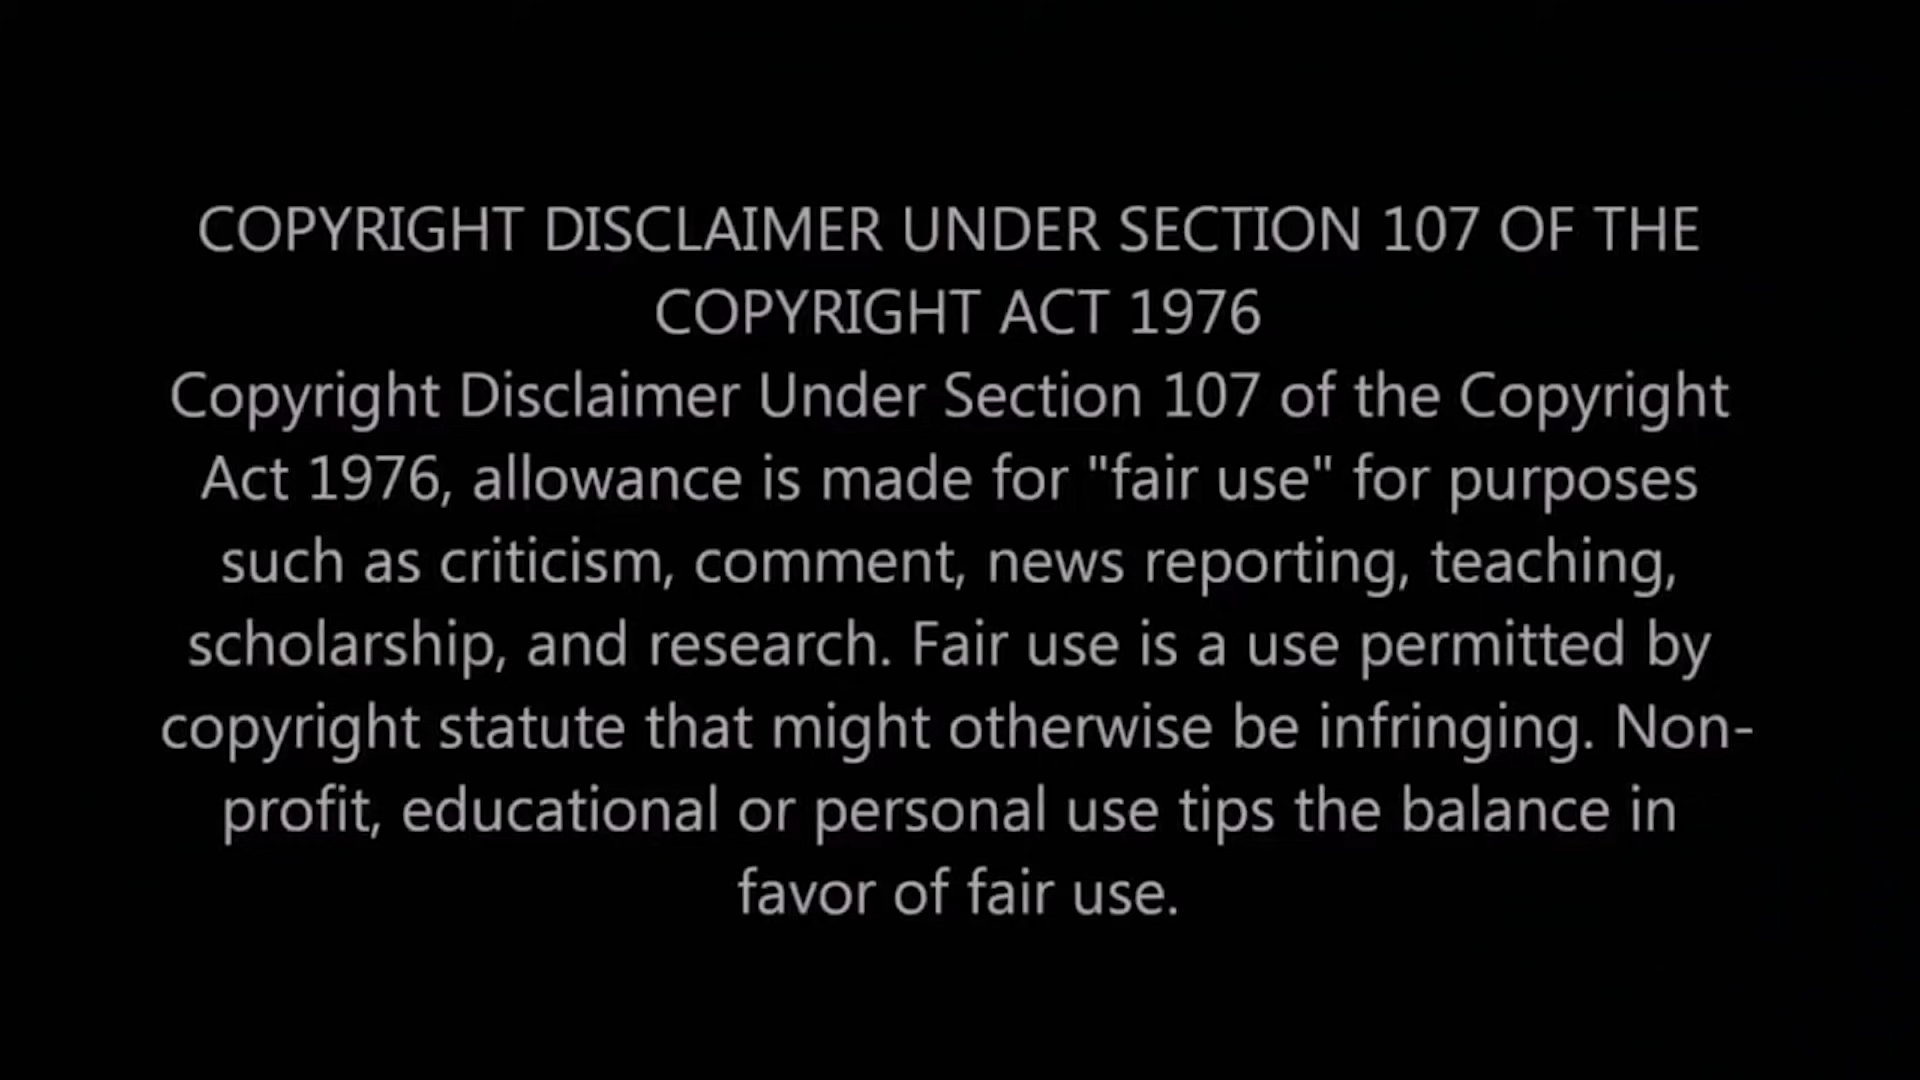 COPYRIGHT DISCLAIMER UNDER SECTION 107 OF THE
COPYRIGHT ACT 1976
Copyright Disclaimer Under Section 107 of the Copyright
Act 1976, allowance is made for "fair use" for purposes
such as criticism, comment, news reporting, teaching,
scholarship, and research. Fair use is a use permitted by
copyright statute that might otherwise be infringing. Non-
profit, educational or personal use tips the balance in
favor of fair use.